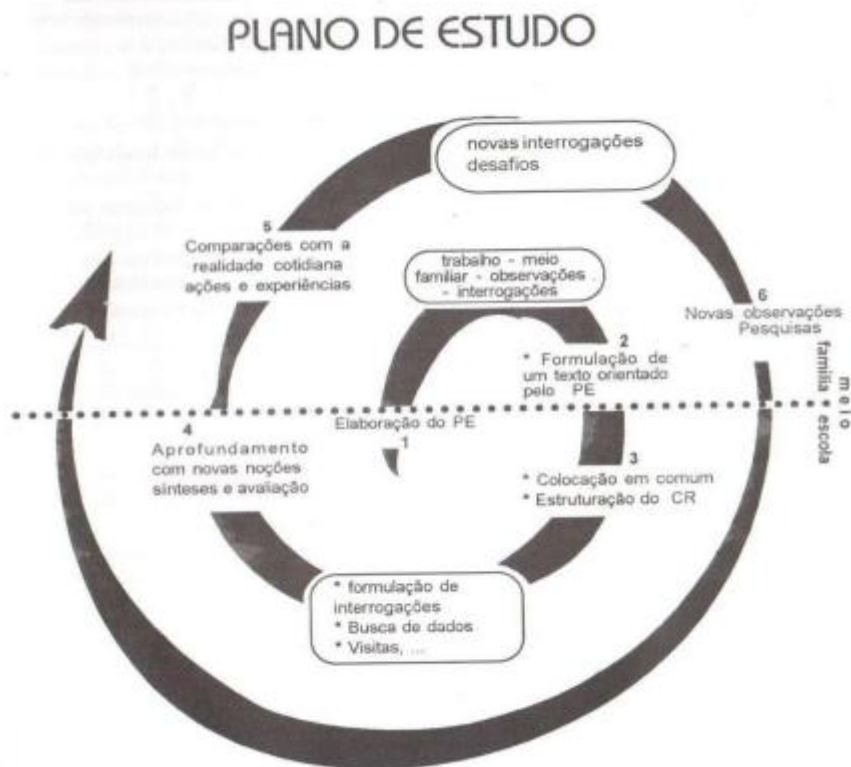 PLANO DE ESTUDO
novas interrogações
desafios
5
Comparações com a
realidade cotidiana
ações e experiências
trabalho - meio
familiar - observações
- interrogações
6
Novas observações
Pesquisas
2
* Formulação de
um texto orientado
pelo PE
meio
família
escola
Elaboração do PE
1
4
Aprofundamento
com novas noções
sinteses e avaliação
3
* Colocação em comum
* Estruturação do CR
* formulação de
interrogações
* Busca de dados
* Visitas, ...